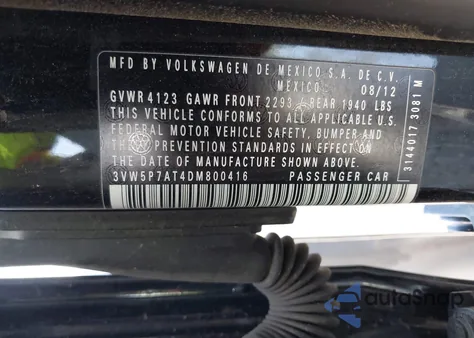 MFD BY VOLKSWAGEN DE MEXICO S.A. DE C.V.
MEXICO 08/12
GVWR 4123 GAWR FRONT 2293 REAR 1940 LBS
THIS VEHICLE CONFORMS TO ALL APPLICABLE U.S.
FEDERAL MOTOR VEHICLE SAFETY, BUMPER AND THEFT
PREVENTION STANDARDS IN EFFECT ON
THE DATE OF MANUFACTURE SHOWN ABOVE.
3VW5P7AT4DM800416 PASSENGER CAR
3144017 3081 M
autoSnap